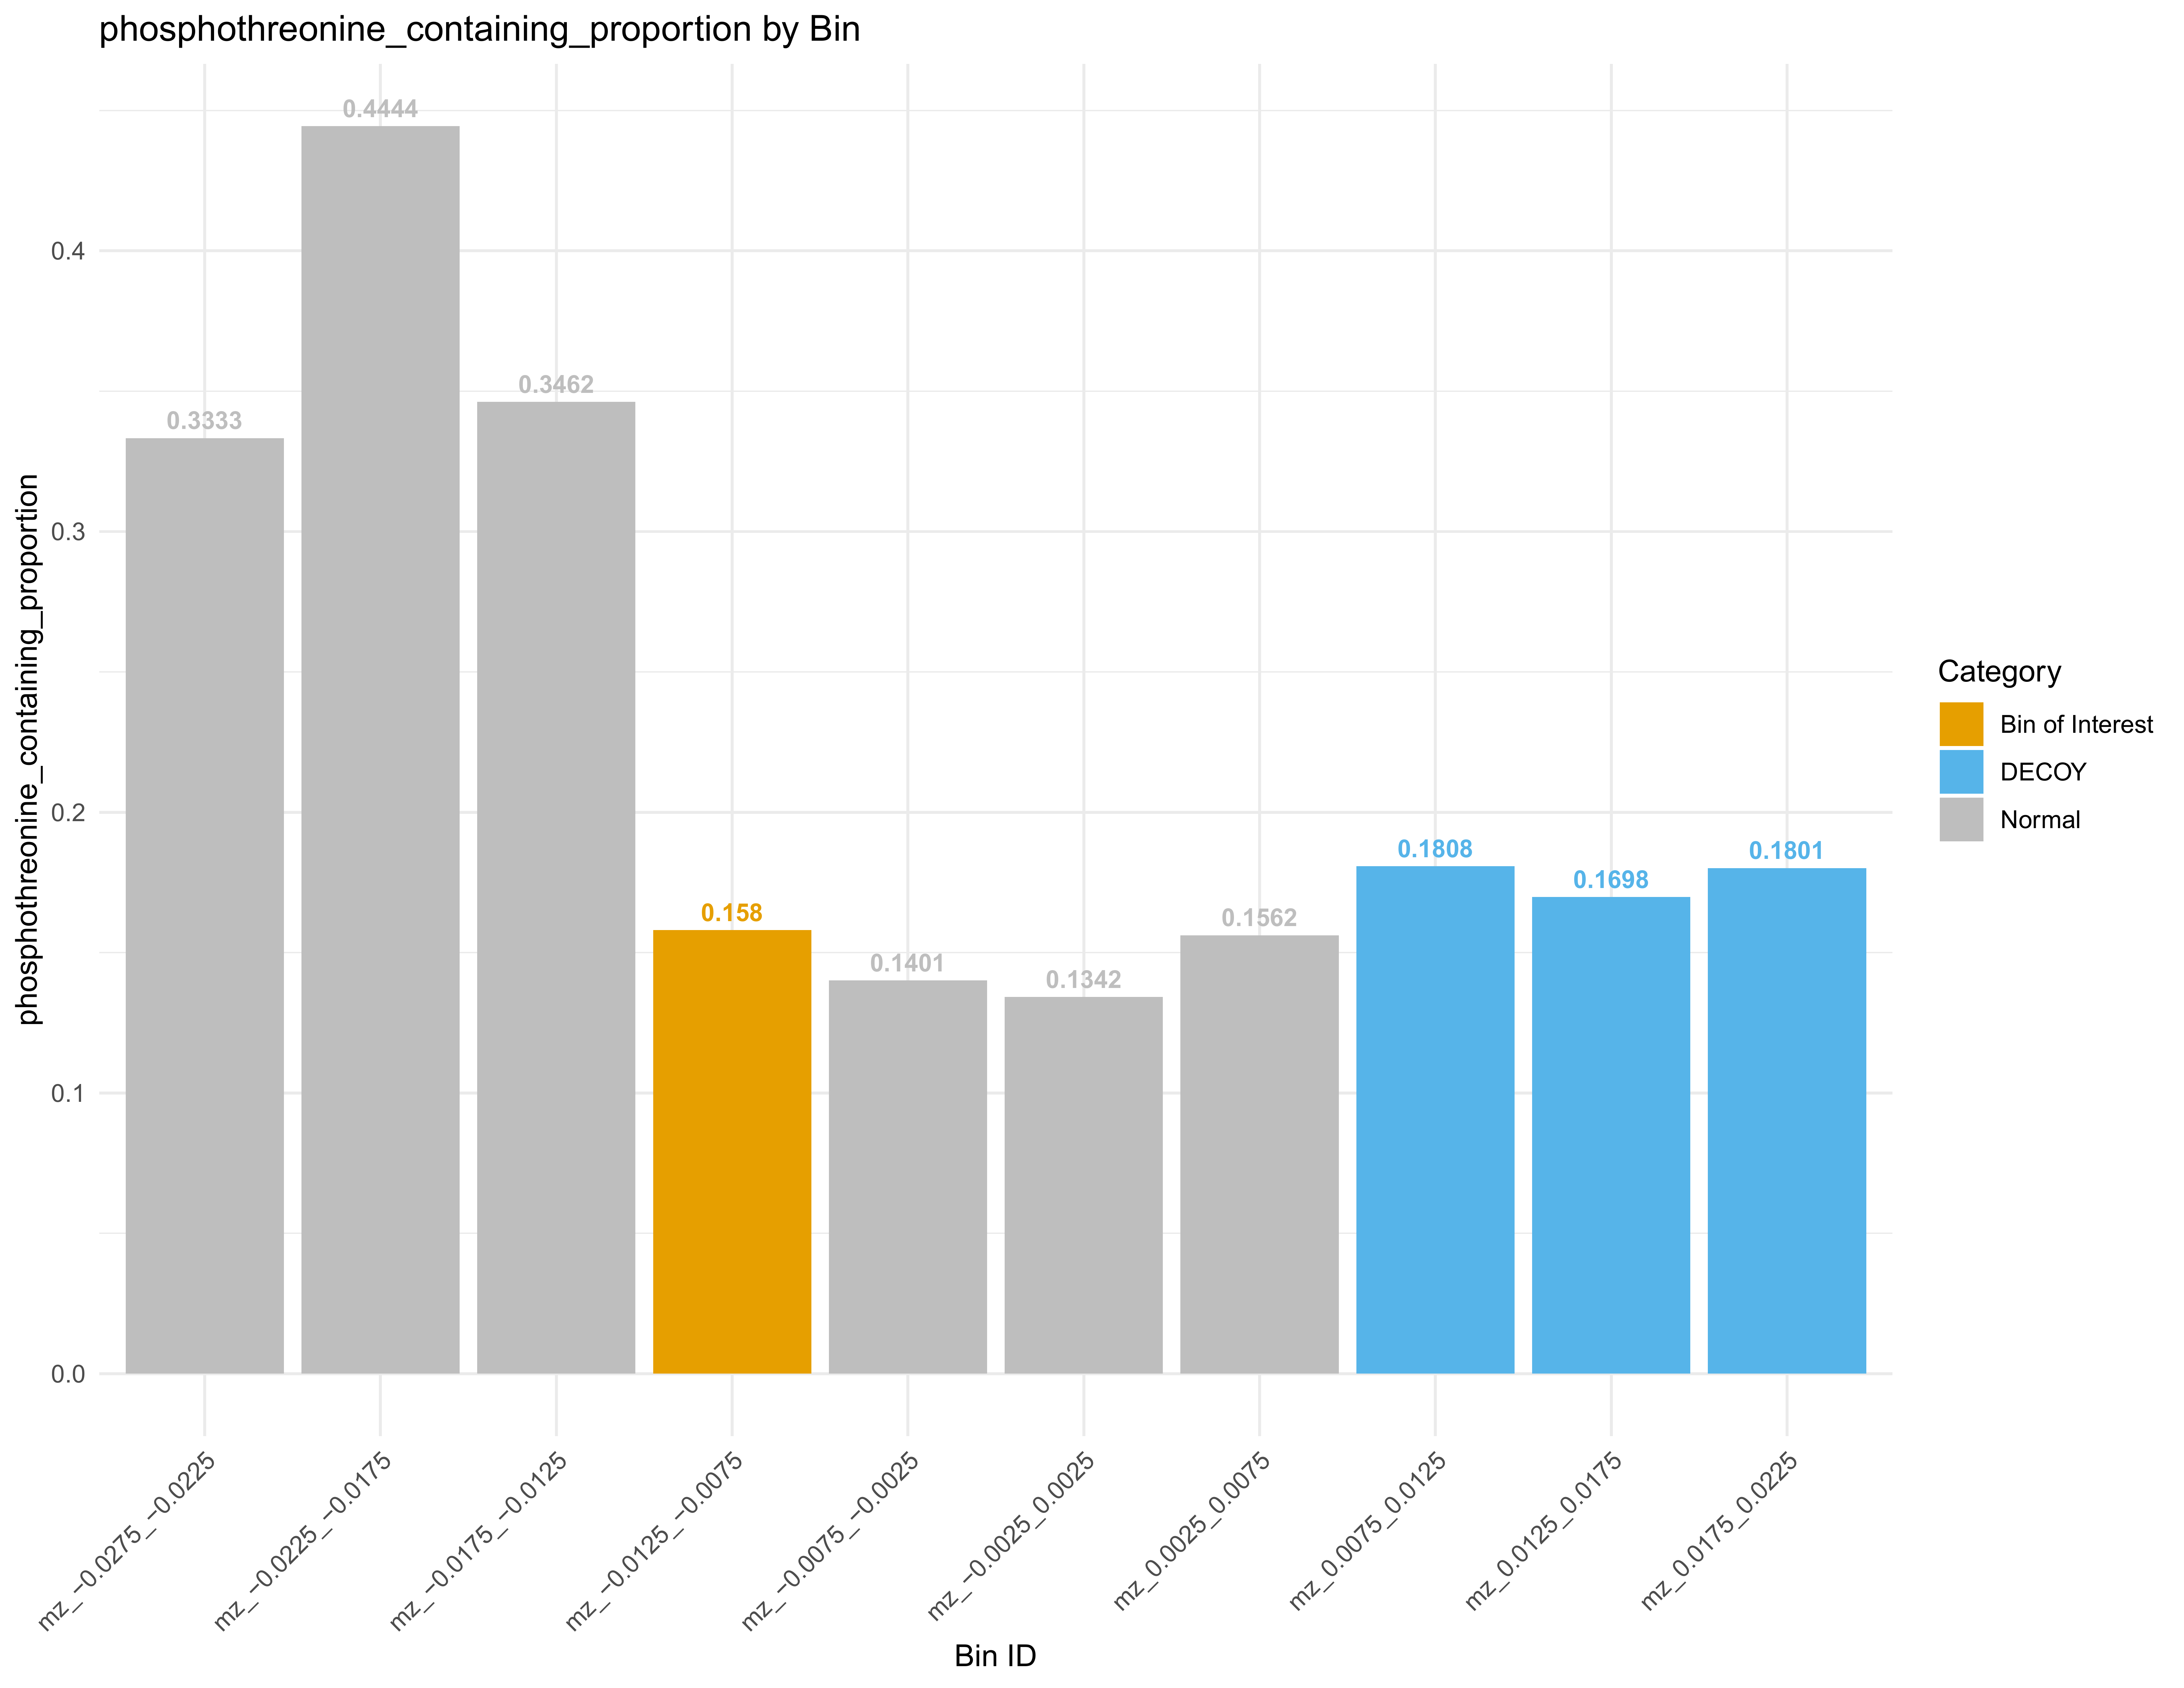 phosphothreonine_containing_proportion by Bin
phosphothreonine_containing_proportion
0.4
0.3
0.2
0.1
0.0
0.3333
0.4444
0.3462
0.158
0.1401
0.1342
0.1562
0.1808
0.1698
0.1801
mz_−0.0275_−0.0225
mz_−0.0225_−0.0175
mz_−0.0175_−0.0125
mz_−0.0125_−0.0075
mz_−0.0075_−0.0025
mz_−0.0025_0.0025
mz_0.0025_0.0075
mz_0.0075_0.0125
mz_0.0125_0.0175
mz_0.0175_0.0225
Bin ID
Category
Bin of Interest
DECOY
Normal